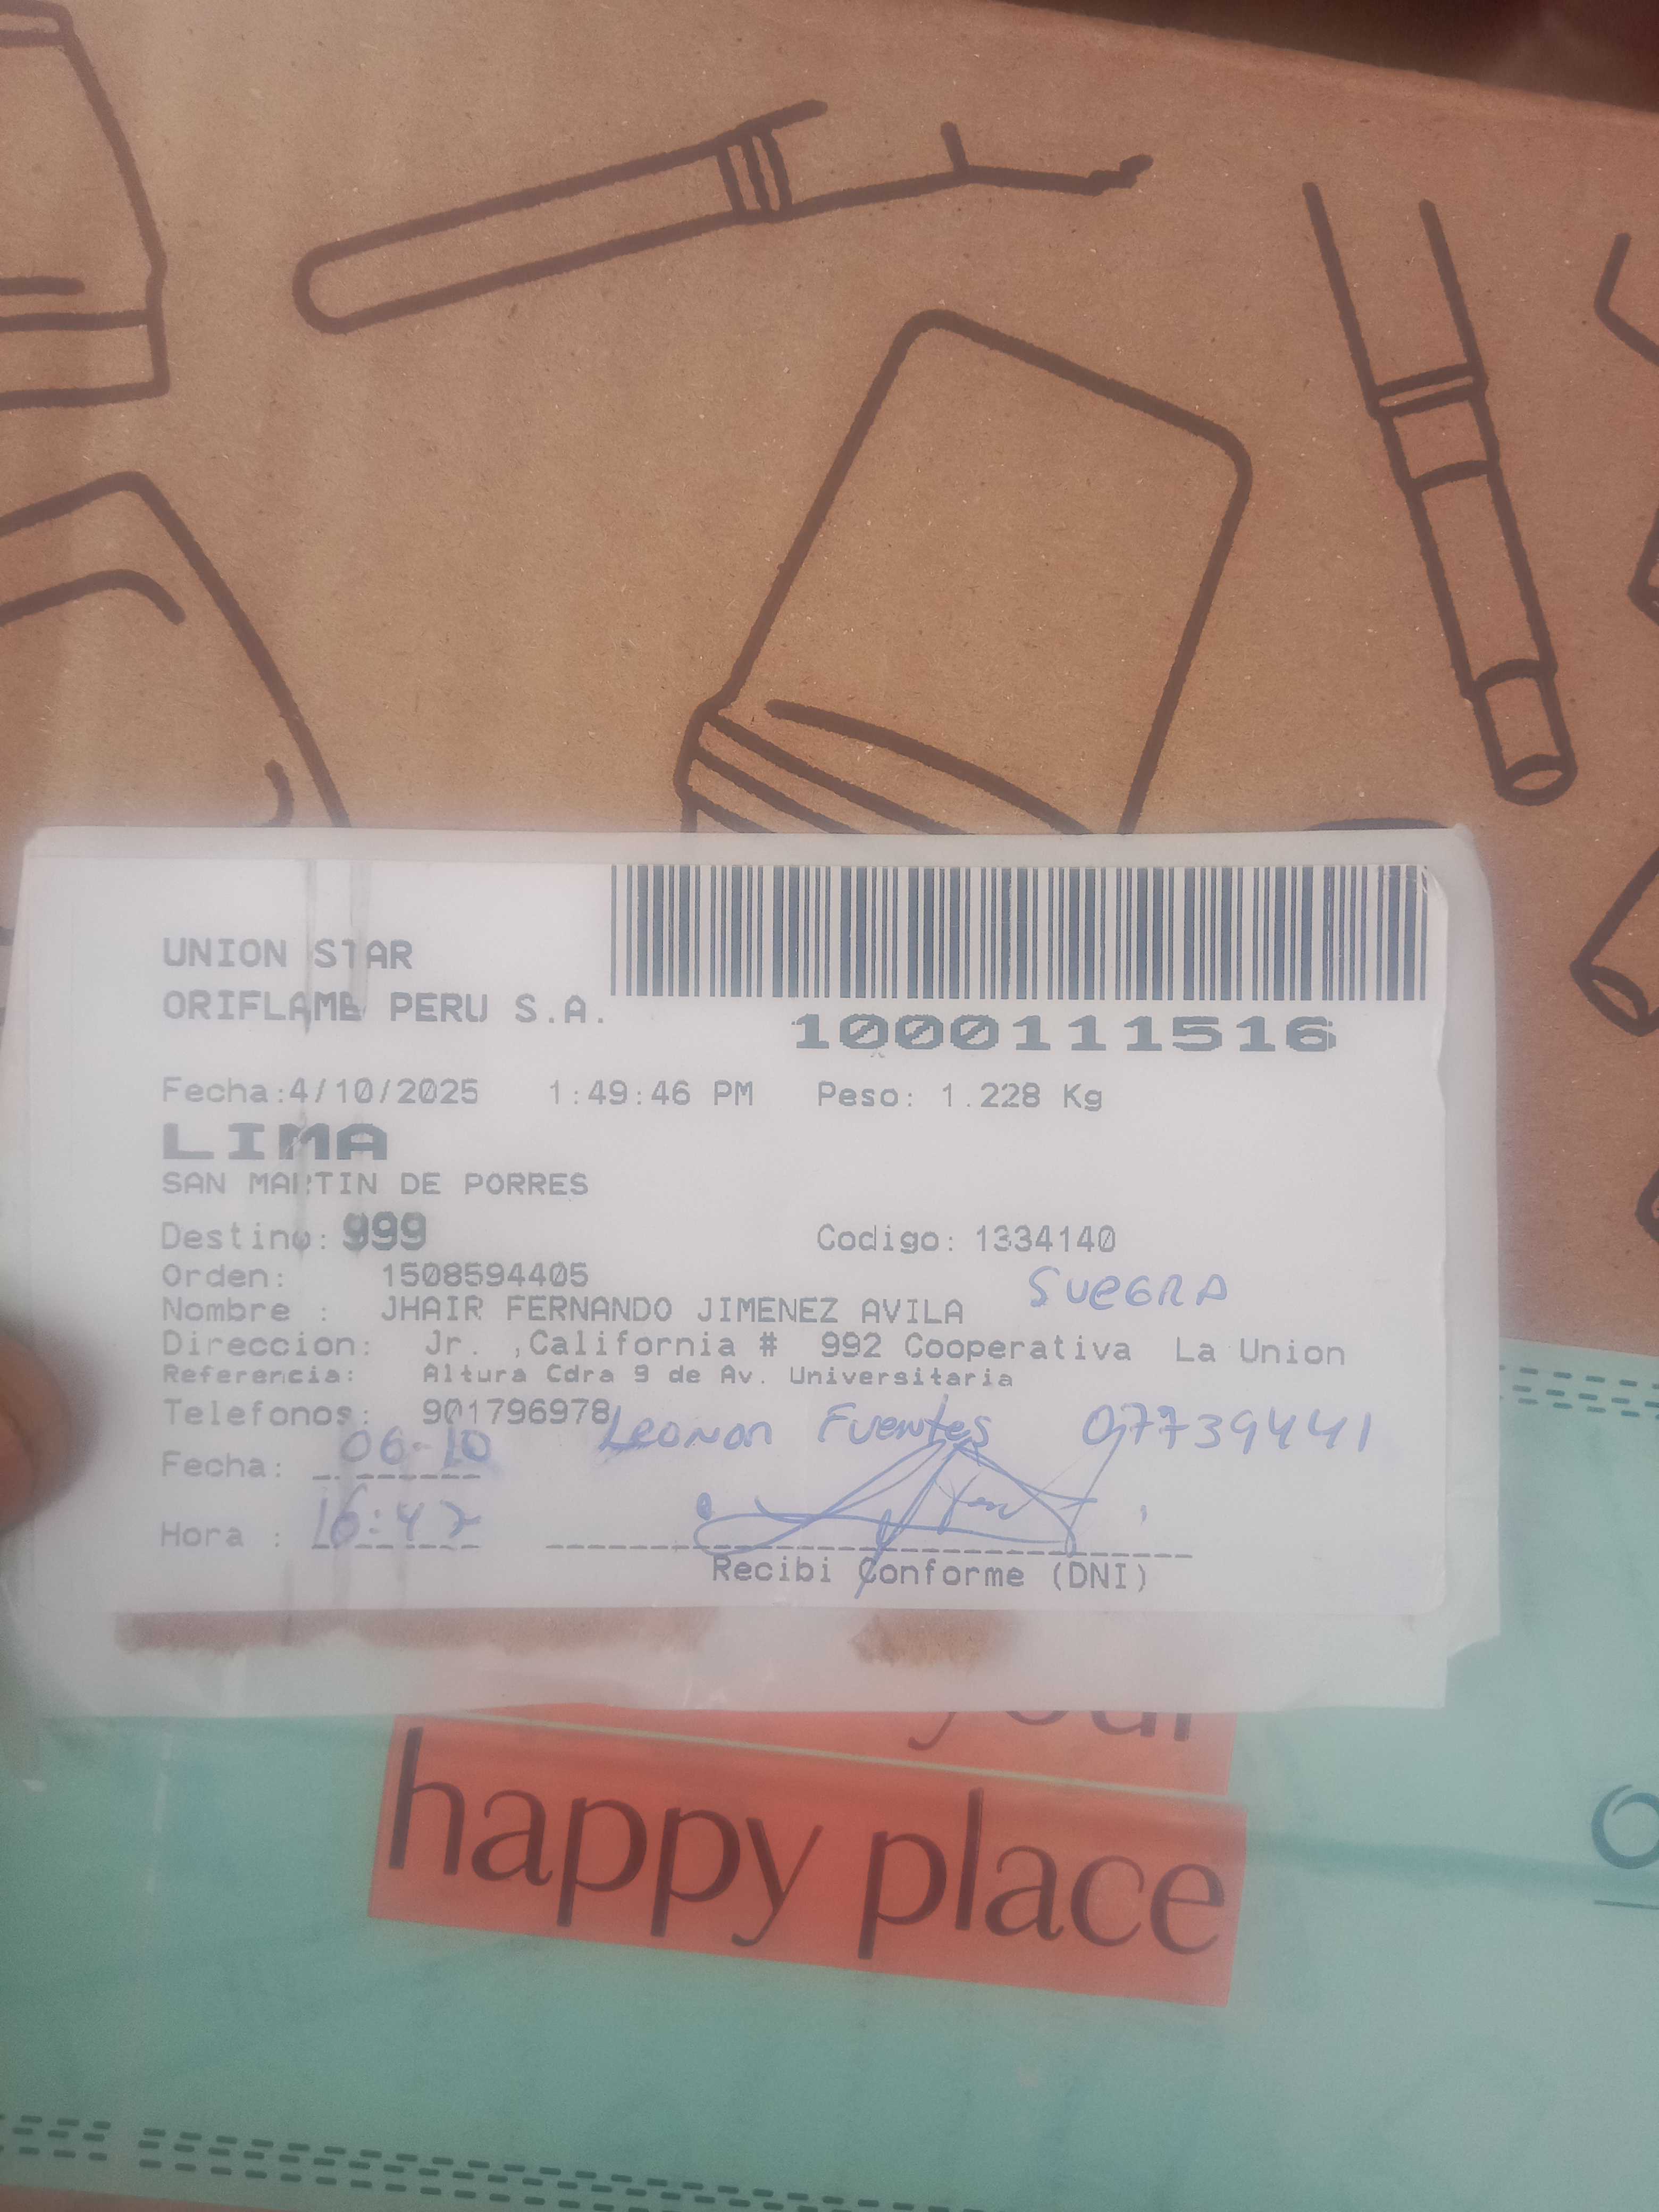 UNION STAR
ORIFLAME PERU S.A.
1000111516
Fecha:4/10/2025 1:49:46 PM Peso: 1.228 Kg
LIMA
SAN MARTIN DE PORRES
Destino: 999 Codigo: 1334140
Orden: 1508594405
SUEGRA
Nombre : JHAIR FERNANDO JIMENEZ AVILA
Direccion: Jr. ,California # 992 Cooperativa La Union
Referencia: Altura Cdra 9 de Av. Universitaria
Telefonos: 901796978
Leonor Fuentes 07739441
Fecha: 06-10
Hora : 16:47
Recibi Conforme (DNI)
your
happy place